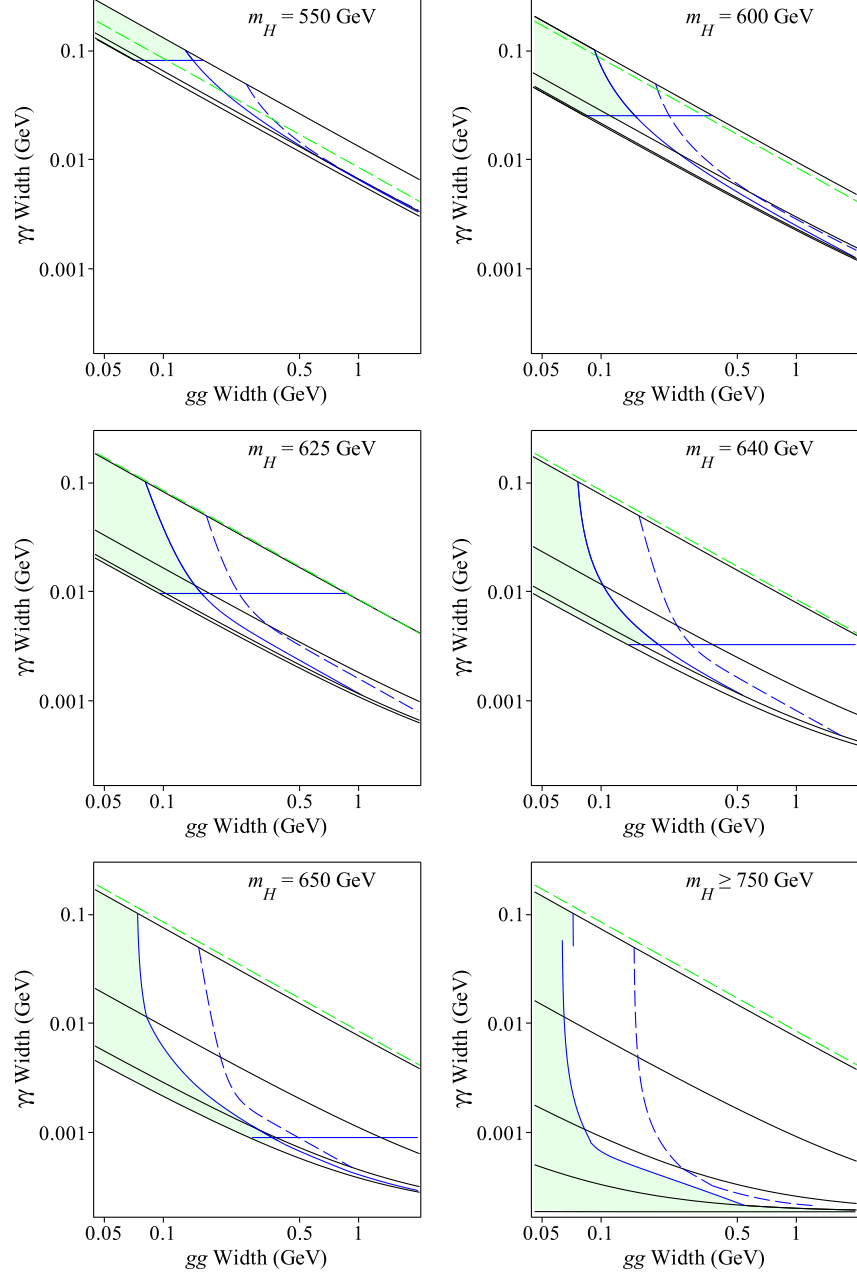 m_H = 550 GeV
0.1
0.01
0.001
γγ Width (GeV)
0.05 0.1 0.5 1
gg Width (GeV)
m_H = 600 GeV
0.1
0.01
0.001
γγ Width (GeV)
0.05 0.1 0.5 1
gg Width (GeV)
m_H = 625 GeV
0.1
0.01
0.001
γγ Width (GeV)
0.05 0.1 0.5 1
gg Width (GeV)
m_H = 640 GeV
0.1
0.01
0.001
γγ Width (GeV)
0.05 0.1 0.5 1
gg Width (GeV)
m_H = 650 GeV
0.1
0.01
0.001
γγ Width (GeV)
0.05 0.1 0.5 1
gg Width (GeV)
m_H ≥ 750 GeV
0.1
0.01
0.001
γγ Width (GeV)
0.05 0.1 0.5 1
gg Width (GeV)